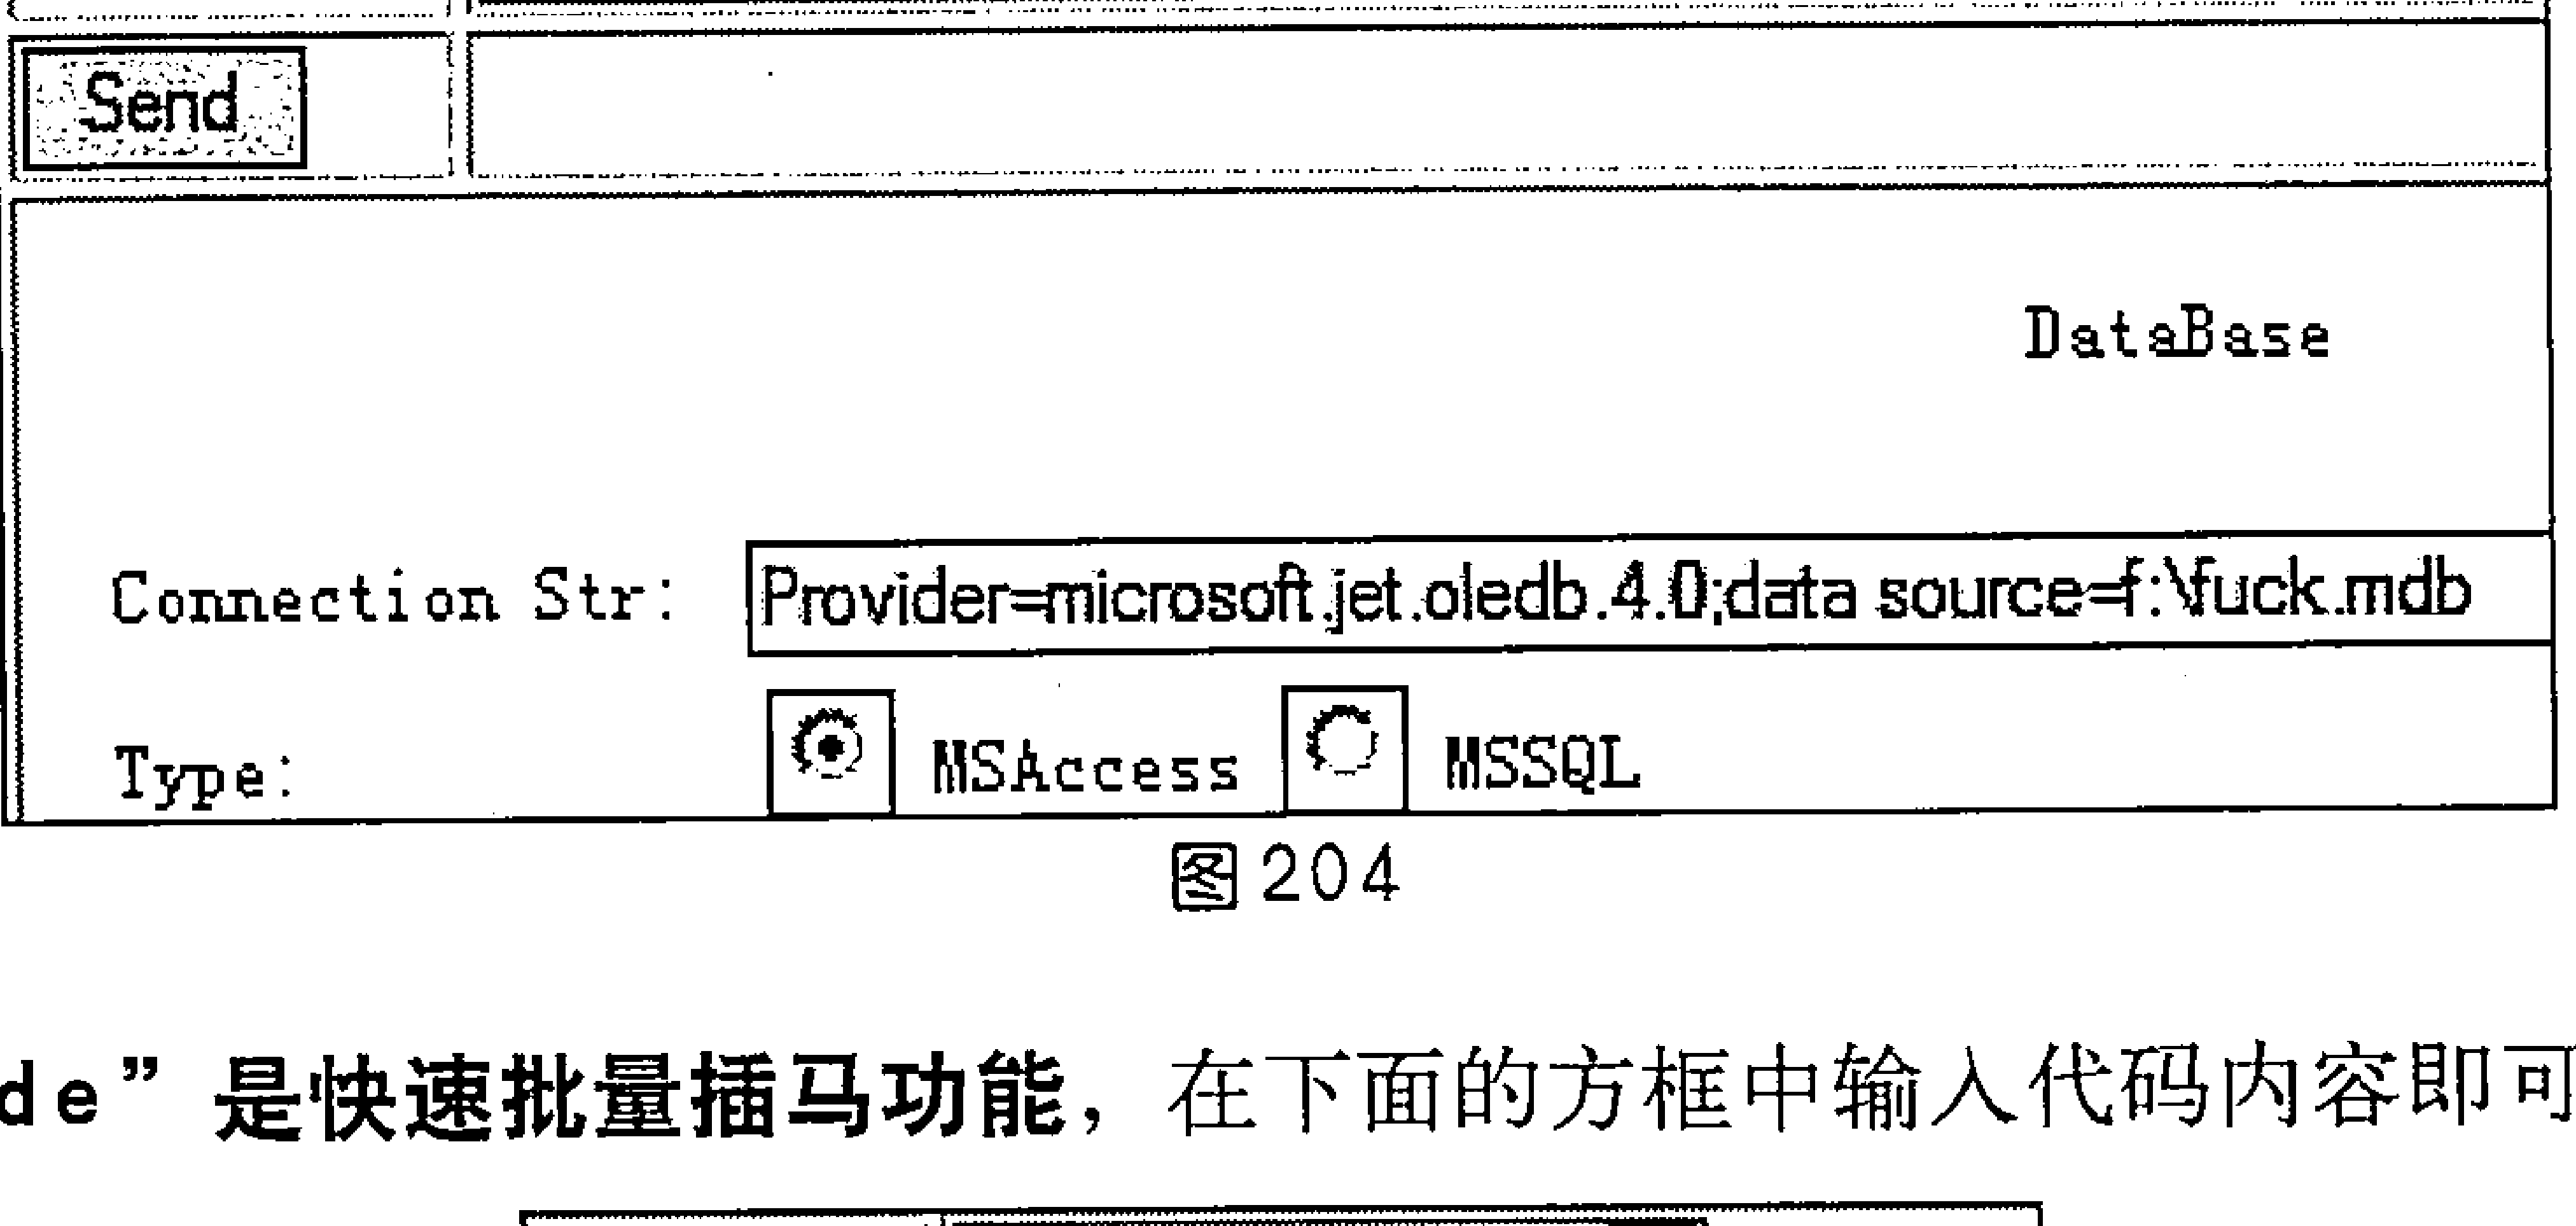 Send
DataBase
Connection Str: Provider=microsoft.jet.oledb.4.0;data source=f:\fuck.mdb
Type: MSAccess MSSQL
图204
de”是快速批量插马功能，在下面的方框中输入代码内容即可